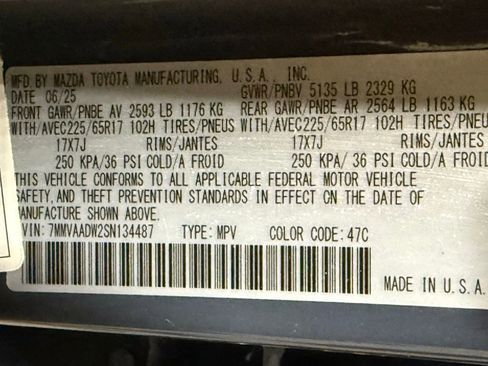 MFD.BY MAZDA TOYOTA MANUFACTURING, U.S.A., INC.
DATE 06/25 GVWR/PNBV 5135 LB 2329 KG
FRONT GAWR/PNBE AV 2593 LB 1176 KG REAR GAWR/PNBE AR 2564 LB 1163 KG
WITH/AVEC225/65R17 102H TIRES/PNEUS WITH/AVEC225/65R17 102H TIRES/PNEUS
17X7J RIMS/JANTES 17X7J RIMS/JANTES
250 KPA/36 PSI COLD/A FROID 250 KPA/36 PSI COLD/A FROID
THIS VEHICLE CONFORMS TO ALL APPLICABLE FEDERAL MOTOR VEHICLE
SAFETY, AND THEFT PREVENTION STANDARDS IN EFFECT ON THE DATE OF
MANUFACTURE SHOWN ABOVE.
VIN: 7MMVAADW2SN134487 TYPE: MPV COLOR CODE: 47C
MADE IN U.S.A.